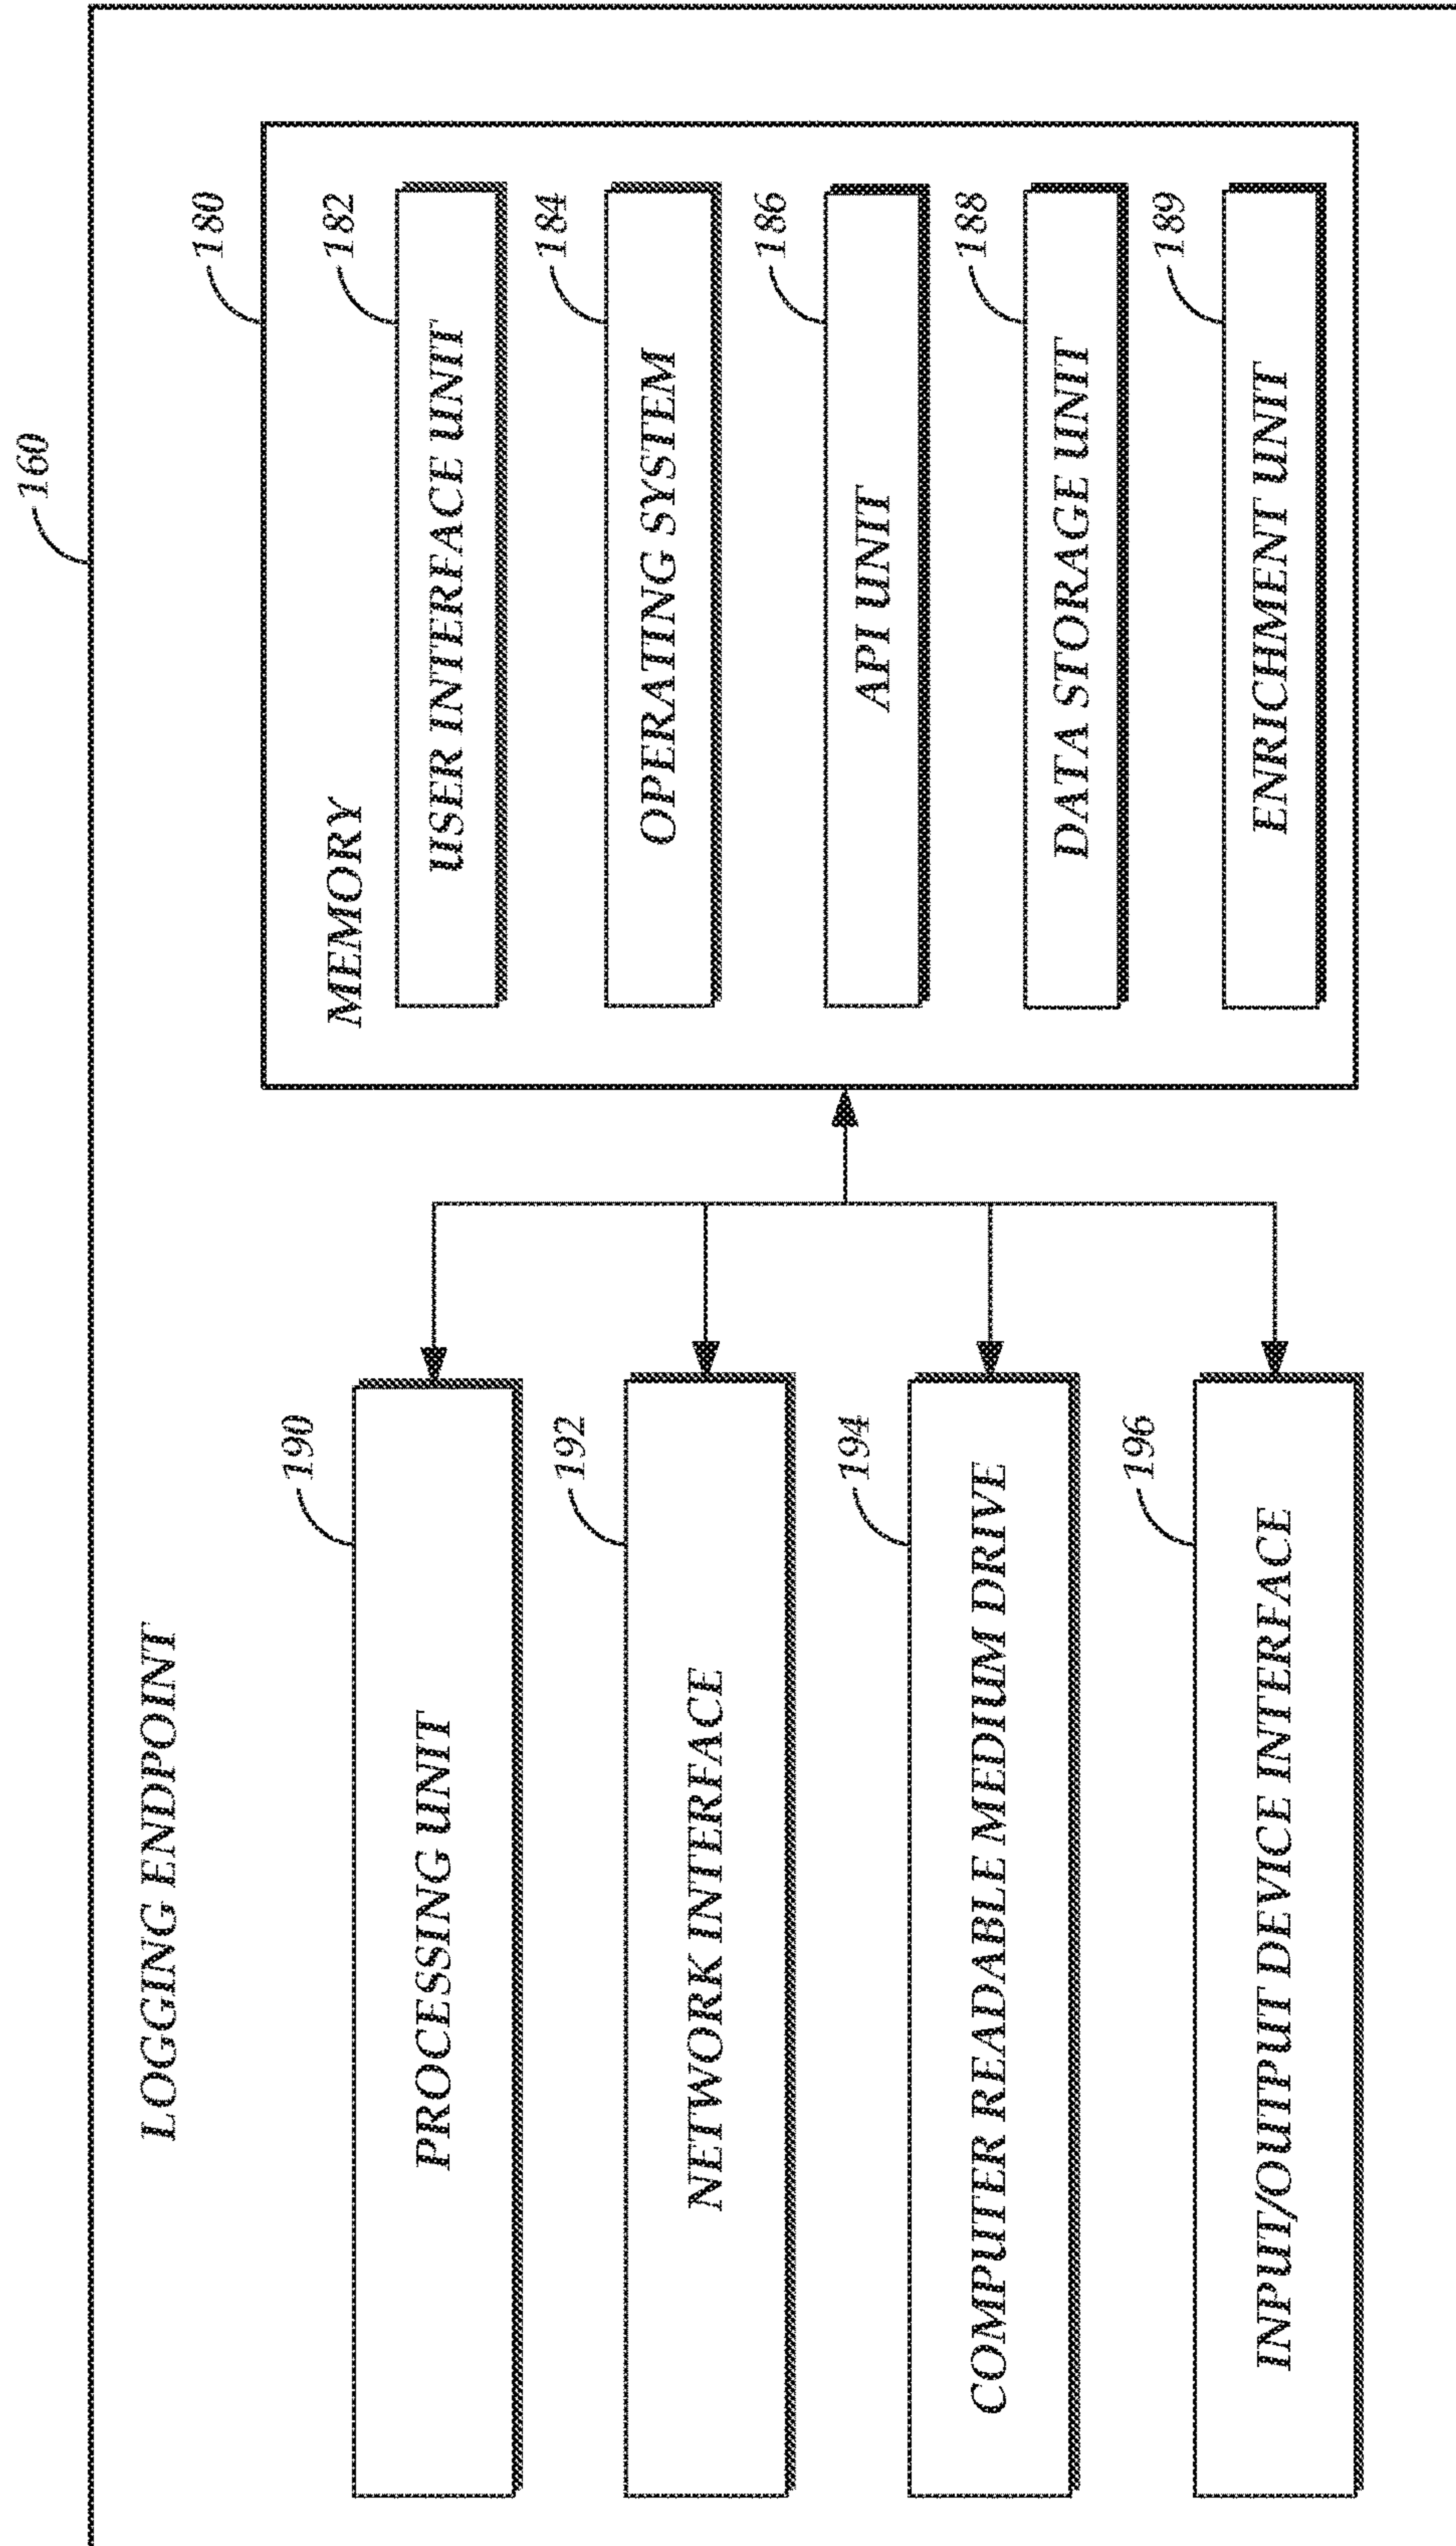 160
LOGGING ENDPOINT
190
PROCESSING UNIT
192
NETWORK INTERFACE
194
COMPUTER READABLE MEDIUM DRIVE
196
INPUT/OUTPUT DEVICE INTERFACE
180
MEMORY
182
USER INTERFACE UNIT
184
OPERATING SYSTEM
186
API UNIT
188
DATA STORAGE UNIT
189
ENRICHMENT UNIT